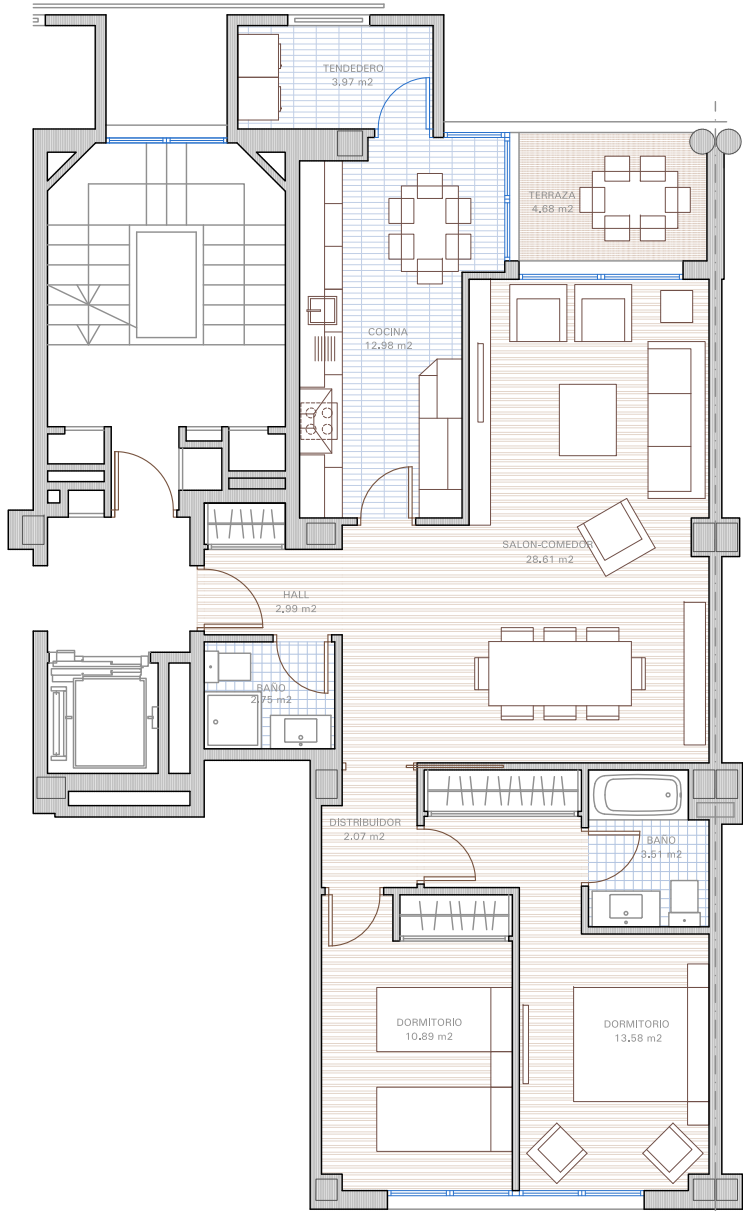 TENDEDERO
3.97 m2
TERRAZA
4.68 m2
COCINA
12.98 m2
SALON-COMEDOR
28.61 m2
HALL
2.99 m2
BAÑO
2.75 m2
DISTRIBUIDOR
2.07 m2
BAÑO
3.51 m2
DORMITORIO
10.89 m2
DORMITORIO
13.58 m2